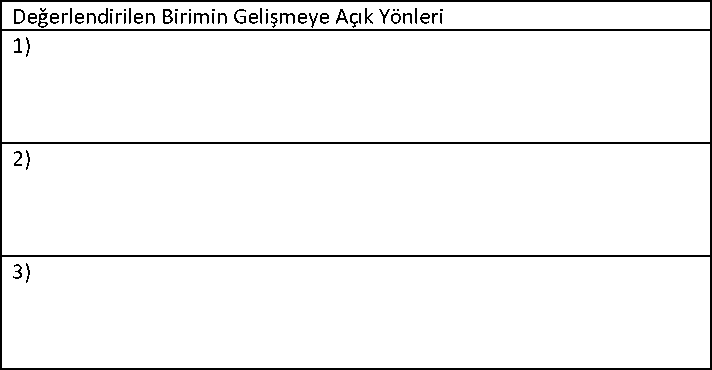 Değerlendirilen Birimin Gelişmeye Açık Yönleri
1)
2)
3)